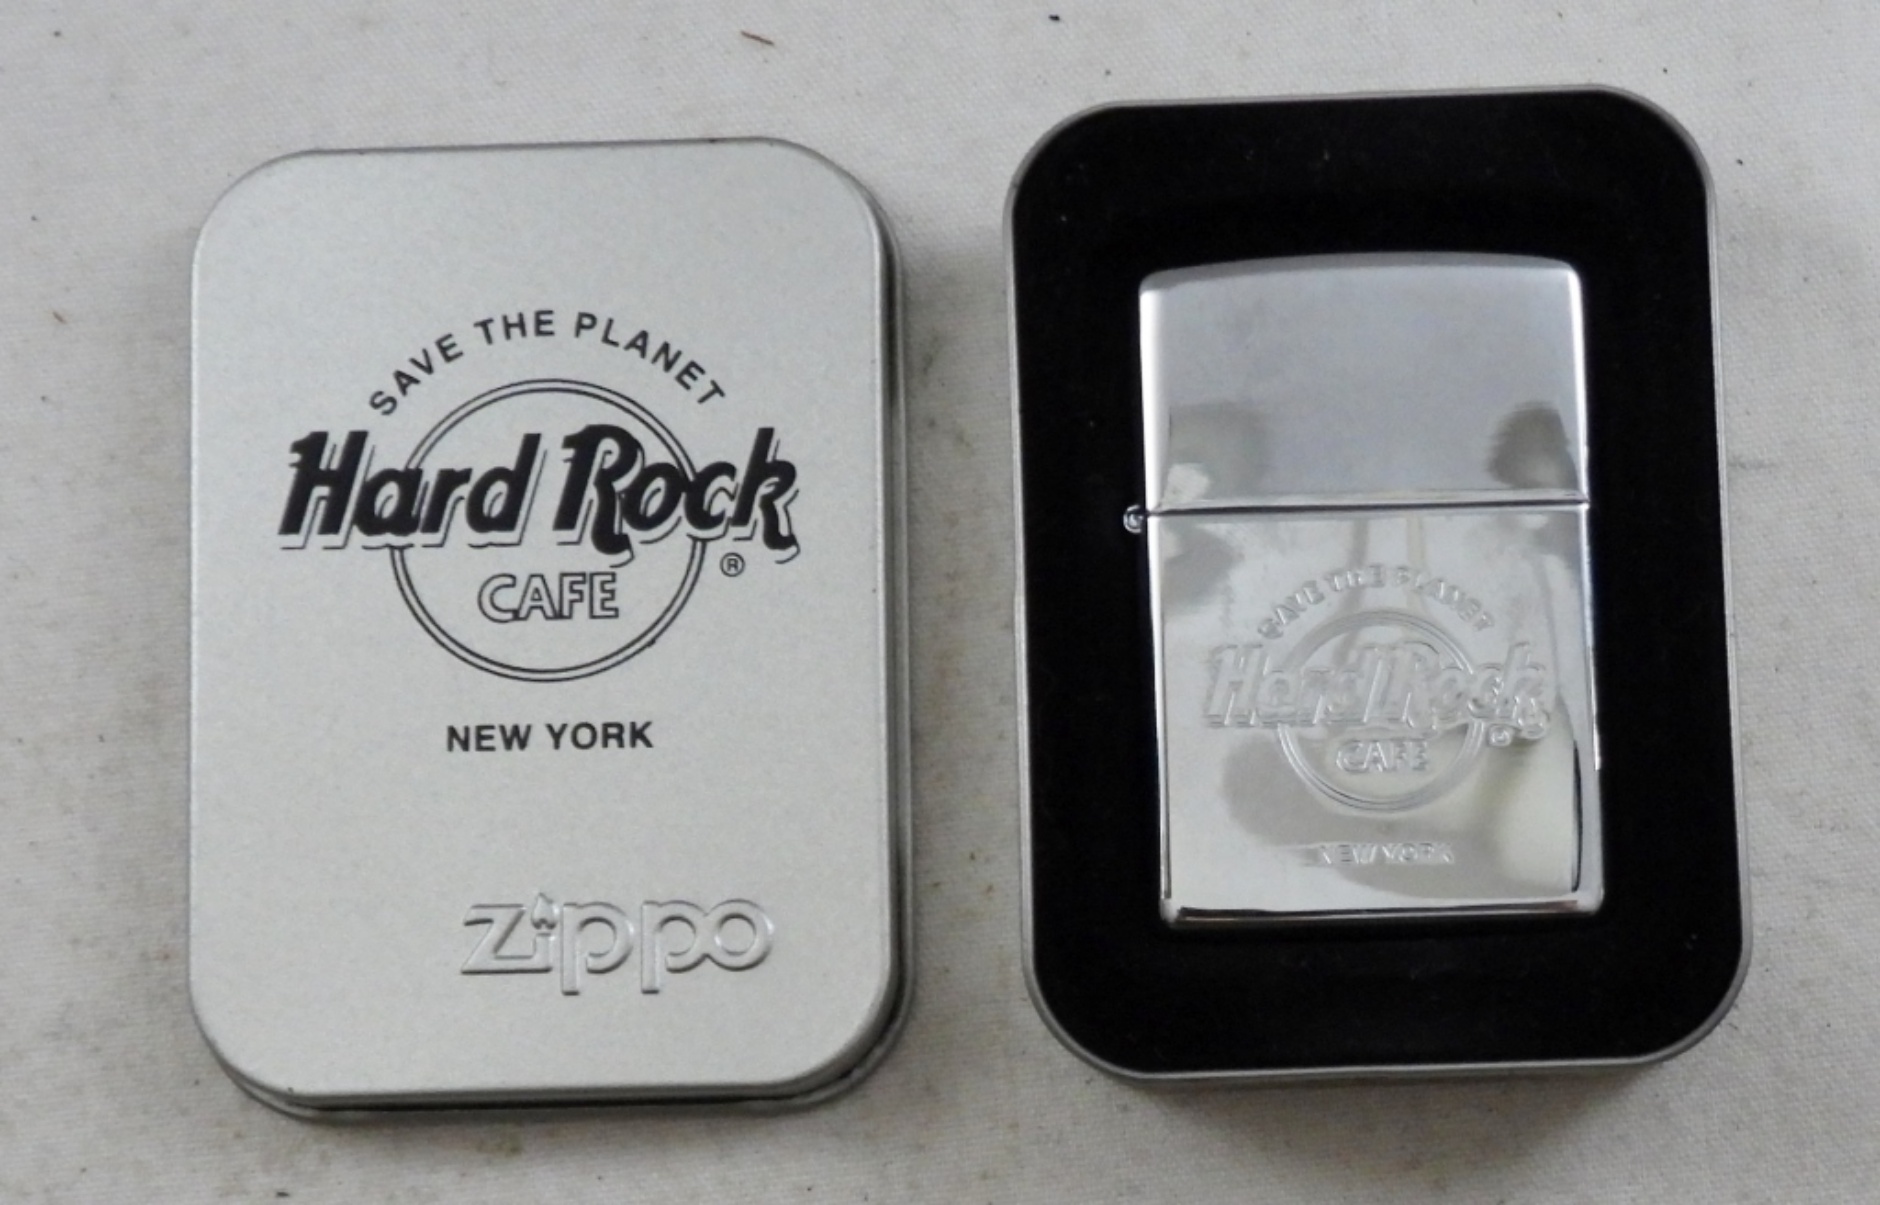 SAVE THE PLANET
Hard Rock
®
CAFE
NEW YORK
zippo
SAVE THE PLANET
Hard Rock
®
CAFE
NEW YORK